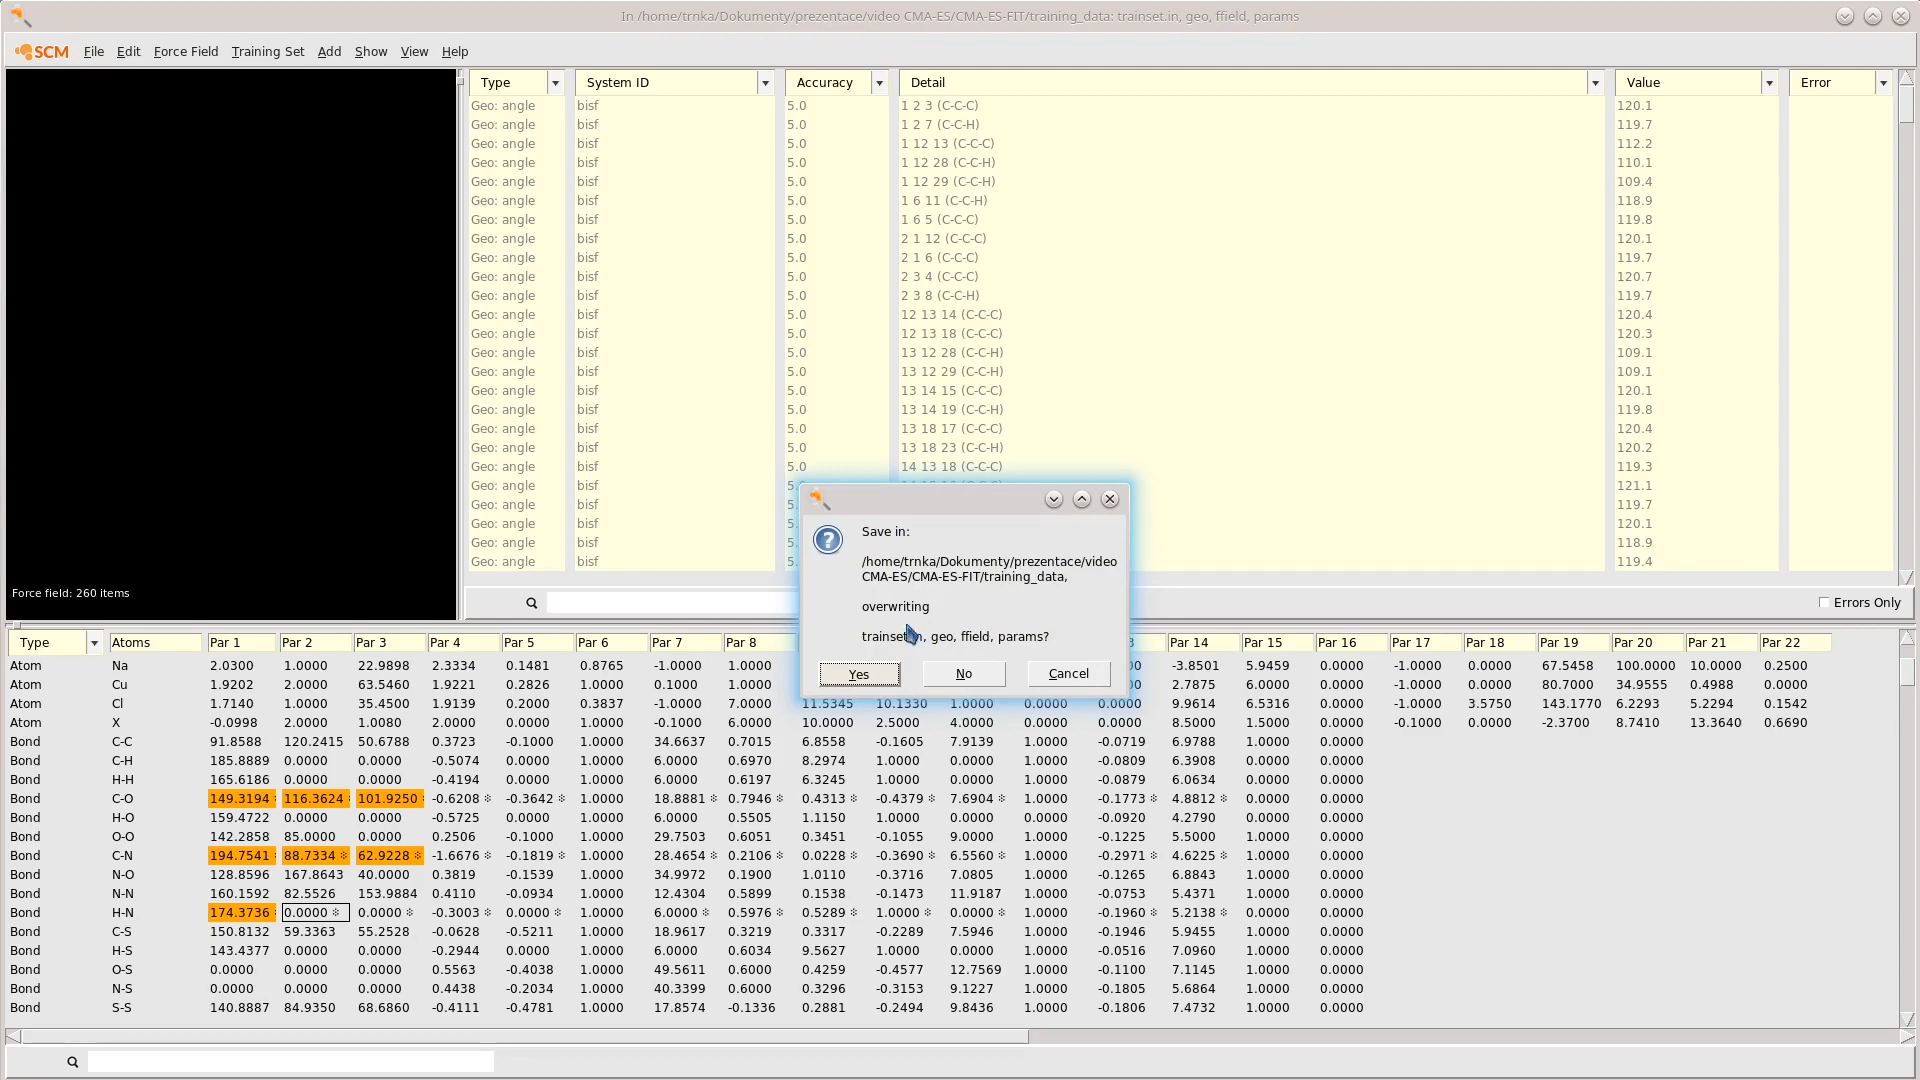 In /home/trnka/Dokumenty/prezentace/video CMA-ES/CMA-ES-FIT/training_data: trainset.in, geo, ffield, params
SCM File Edit Force Field Training Set Add Show View Help
Type System ID Accuracy Detail Value Error
Geo: angle bisf 5.0 1 2 3 (C-C-C) 120.1
Geo: angle bisf 5.0 1 2 7 (C-C-H) 119.7
Geo: angle bisf 5.0 1 12 13 (C-C-C) 112.2
Geo: angle bisf 5.0 1 12 28 (C-C-H) 110.1
Geo: angle bisf 5.0 1 12 29 (C-C-H) 109.4
Geo: angle bisf 5.0 1 6 11 (C-C-H) 118.9
Geo: angle bisf 5.0 1 6 5 (C-C-C) 119.8
Geo: angle bisf 5.0 2 1 12 (C-C-C) 120.1
Geo: angle bisf 5.0 2 1 6 (C-C-C) 119.7
Geo: angle bisf 5.0 2 3 4 (C-C-C) 120.7
Geo: angle bisf 5.0 2 3 8 (C-C-H) 119.7
Geo: angle bisf 5.0 12 13 14 (C-C-C) 120.4
Geo: angle bisf 5.0 12 13 18 (C-C-C) 120.3
Geo: angle bisf 5.0 13 12 28 (C-C-H) 109.1
Geo: angle bisf 5.0 13 12 29 (C-C-H) 109.1
Geo: angle bisf 5.0 13 14 15 (C-C-C) 120.1
Geo: angle bisf 5.0 13 14 19 (C-C-H) 119.8
Geo: angle bisf 5.0 13 18 17 (C-C-C) 120.4
Geo: angle bisf 5.0 13 18 23 (C-C-H) 120.2
Geo: angle bisf 5.0 14 13 18 (C-C-C) 119.3
Geo: angle bisf 5. 121.1
Geo: angle bisf 5. 119.7
Geo: angle bisf 5. 120.1
Geo: angle bisf 5. 118.9
Geo: angle bisf 5. 119.4
Force field: 260 items
Errors Only
Save in:
/home/trnka/Dokumenty/prezentace/video
CMA-ES/CMA-ES-FIT/training_data,
overwriting
geo, ffield, params?
Yes No Cancel
Type Atoms Par 1 Par 2 Par 3 Par 4 Par 5 Par 6 Par 7 Par 8 3 Par 14 Par 15 Par 16 Par 17 Par 18 Par 19 Par 20 Par 21 Par 22
Atom Na 2.0300 1.0000 22.9898 2.3334 0.1481 0.8765 -1.0000 1.0000 00 -3.8501 5.9459 0.0000 -1.0000 0.0000 67.5458 100.0000 10.0000 0.2500
Atom Cu 1.9202 2.0000 63.5460 1.9221 0.2826 1.0000 0.1000 1.0000 00 2.7875 6.0000 0.0000 -1.0000 0.0000 80.7000 34.9555 0.4988 0.0000
Atom Cl 1.7140 1.0000 35.4500 1.9139 0.2000 0.3837 -1.0000 7.0000 11.5345 10.1330 1.0000 0.0000 0.0000 9.9614 6.5316 0.0000 -1.0000 3.5750 143.1770 6.2293 5.2294 0.1542
Atom X -0.0998 2.0000 1.0080 2.0000 0.0000 1.0000 -0.1000 6.0000 10.0000 2.5000 4.0000 0.0000 0.0000 8.5000 1.5000 0.0000 -0.1000 0.0000 -2.3700 8.7410 13.3640 0.6690
Bond C-C 91.8588 120.2415 50.6788 0.3723 -0.1000 1.0000 34.6637 0.7015 6.8558 -0.1605 7.9139 1.0000 -0.0719 6.9788 1.0000 0.0000
Bond C-H 185.8889 0.0000 0.0000 -0.5074 0.0000 1.0000 6.0000 0.6970 8.2974 1.0000 0.0000 1.0000 -0.0809 6.3908 1.0000 0.0000
Bond H-H 165.6186 0.0000 0.0000 -0.4194 0.0000 1.0000 6.0000 0.6197 6.3245 1.0000 0.0000 1.0000 -0.0879 6.0634 1.0000 0.0000
Bond C-O 149.3194 116.3624 101.9250 -0.6208 -0.3642 1.0000 18.8881 0.7946 0.4313 -0.4379 7.6904 1.0000 -0.1773 4.8812 0.0000 0.0000
Bond H-O 159.4722 0.0000 0.0000 -0.5725 0.0000 1.0000 6.0000 0.5505 1.1150 1.0000 0.0000 1.0000 -0.0920 4.2790 0.0000 0.0000
Bond O-O 142.2858 85.0000 0.0000 0.2506 -0.1000 1.0000 29.7503 0.6051 0.3451 -0.1055 9.0000 1.0000 -0.1225 5.5000 1.0000 0.0000
Bond C-N 194.7541 88.7334 62.9228 -1.6676 -0.1819 1.0000 28.4654 0.2106 0.0228 -0.3690 6.5560 1.0000 -0.2971 4.6225 1.0000 0.0000
Bond N-O 128.8596 167.8643 40.0000 0.3819 -0.1539 1.0000 34.9972 0.1900 1.0110 -0.3716 7.0805 1.0000 -0.1265 6.8843 1.0000 0.0000
Bond N-N 160.1592 82.5526 153.9884 0.4110 -0.0934 1.0000 12.4304 0.5899 0.1538 -0.1473 11.9187 1.0000 -0.0753 5.4371 1.0000 0.0000
Bond H-N 174.3736 0.0000 0.0000 -0.3003 0.0000 1.0000 6.0000 0.5976 0.5289 1.0000 0.0000 1.0000 -0.1960 5.2138 1.0000 0.0000
Bond C-S 150.8132 59.3363 55.2528 -0.0628 -0.5211 1.0000 18.9617 0.3219 0.3317 -0.2289 7.5946 1.0000 -0.1946 5.9455 1.0000 0.0000
Bond H-S 143.4377 0.0000 0.0000 -0.2944 0.0000 1.0000 6.0000 0.6034 9.5627 1.0000 0.0000 1.0000 -0.0516 7.0960 1.0000 0.0000
Bond O-S 0.0000 0.0000 0.0000 0.5563 -0.4038 1.0000 49.5611 0.6000 0.4259 -0.4577 12.7569 1.0000 -0.1100 7.1145 1.0000 0.0000
Bond N-S 0.0000 0.0000 0.0000 0.4438 -0.2034 1.0000 40.3399 0.6000 0.3296 -0.3153 9.1227 1.0000 -0.1805 5.6864 1.0000 0.0000
Bond S-S 140.8887 84.9350 68.6860 -0.4111 -0.4781 1.0000 17.8574 -0.1336 0.2881 -0.2494 9.8436 1.0000 -0.1806 7.4732 1.0000 0.0000